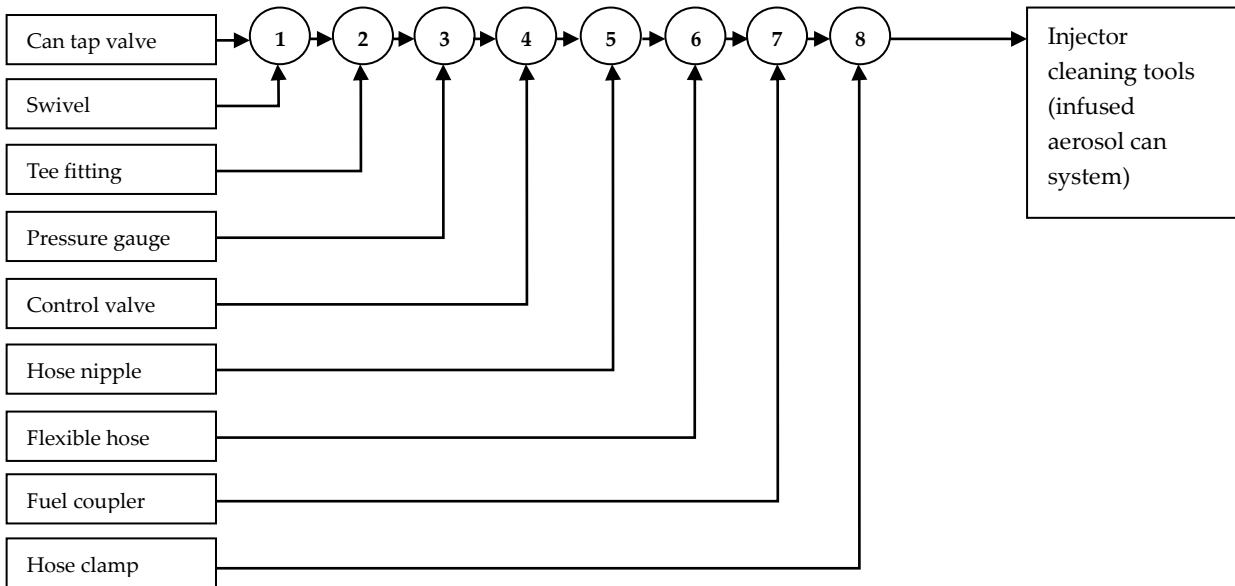 Can tap valve
1 2 3 4 5 6 7 8
Injector
cleaning tools
(infused
aerosol can
system)
Swivel
Tee fitting
Pressure gauge
Control valve
Hose nipple
Flexible hose
Fuel coupler
Hose clamp